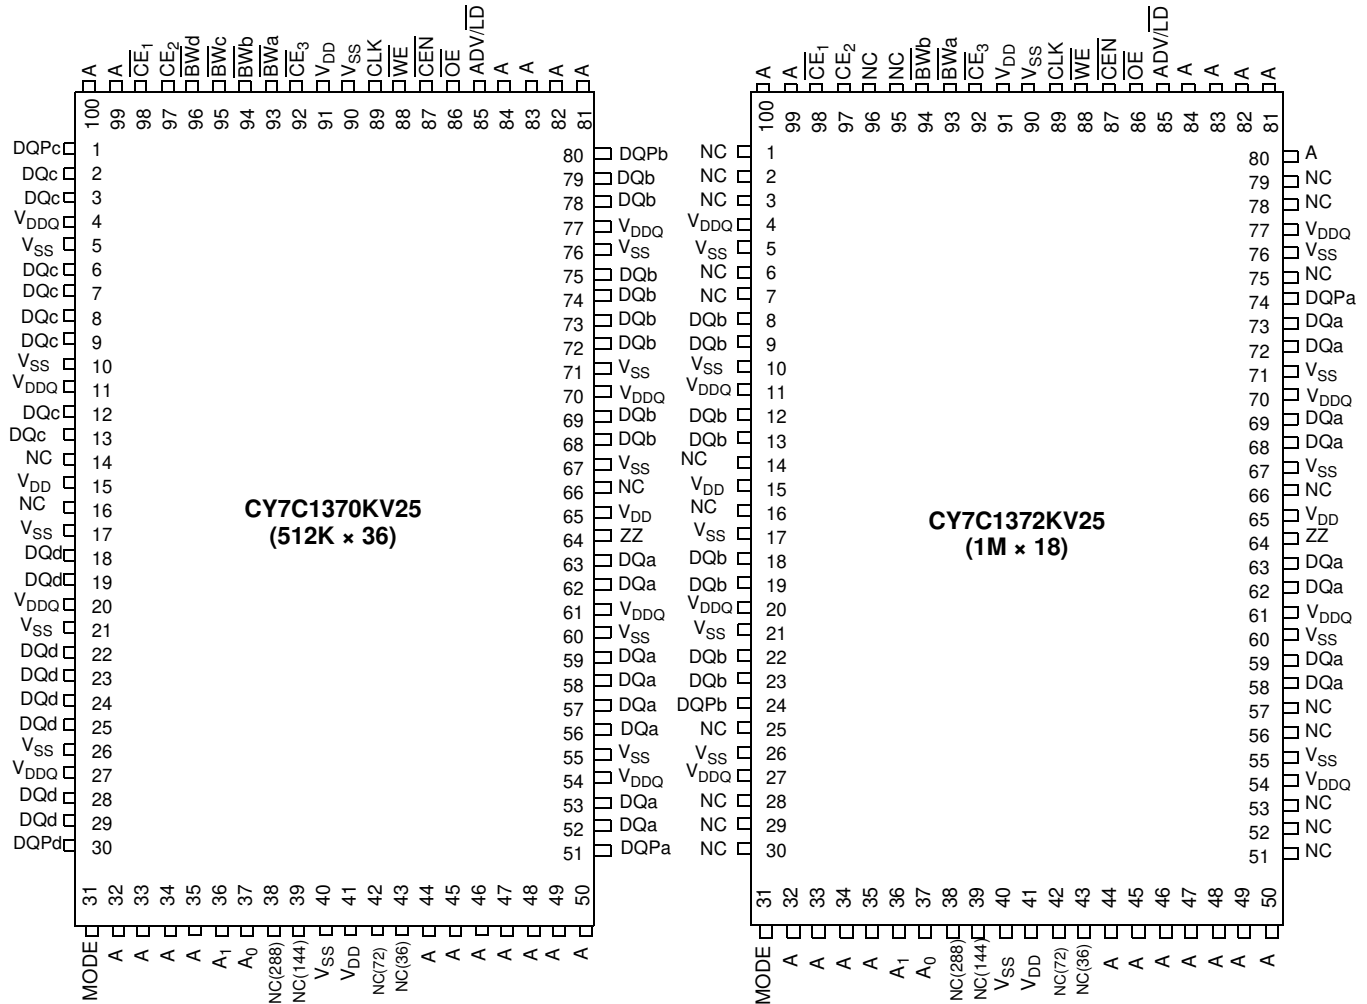 A A CE1 CE2 BWd BWc BWb BWa CE3 VDD VSS CLK WE CEN OE ADV/LD A A A A
100 99 98 97 96 95 94 93 92 91 90 89 88 87 86 85 84 83 82 81
DQPc 1
DQc 2
DQc 3
VDDQ 4
VSS 5
DQc 6
DQc 7
DQc 8
DQc 9
VSS 10
VDDQ 11
DQc 12
DQc 13
NC 14
VDD 15
NC 16
VSS 17
DQd 18
DQd 19
VDDQ 20
VSS 21
DQd 22
DQd 23
DQd 24
DQd 25
VSS 26
VDDQ 27
DQd 28
DQd 29
DQPd 30
CY7C1370KV25
(512K × 36)
80 DQPb
79 DQb
78 DQb
77 VDDQ
76 VSS
75 DQb
74 DQb
73 DQb
72 DQb
71 VSS
70 VDDQ
69 DQb
68 DQb
67 VSS
66 NC
65 VDD
64 ZZ
63 DQa
62 DQa
61 VDDQ
60 VSS
59 DQa
58 DQa
57 DQa
56 DQa
55 VSS
54 VDDQ
53 DQa
52 DQa
51 DQPa
31 32 33 34 35 36 37 38 39 40 41 42 43 44 45 46 47 48 49 50
MODE A A A A A1 A0 NC(288) NC(144) VSS VDD NC(72) NC(36) A A A A A A A
A A CE1 CE2 NC NC BWb BWa CE3 VDD VSS CLK WE CEN OE ADV/LD A A A A
100 99 98 97 96 95 94 93 92 91 90 89 88 87 86 85 84 83 82 81
NC 1
NC 2
NC 3
VDDQ 4
VSS 5
NC 6
NC 7
DQb 8
DQb 9
VSS 10
VDDQ 11
DQb 12
DQb 13
NC 14
VDD 15
NC 16
VSS 17
DQb 18
DQb 19
VDDQ 20
VSS 21
DQb 22
DQb 23
DQPb 24
NC 25
VSS 26
VDDQ 27
NC 28
NC 29
NC 30
CY7C1372KV25
(1M × 18)
80 A
79 NC
78 NC
77 VDDQ
76 VSS
75 NC
74 DQPa
73 DQa
72 DQa
71 VSS
70 VDDQ
69 DQa
68 DQa
67 VSS
66 NC
65 VDD
64 ZZ
63 DQa
62 DQa
61 VDDQ
60 VSS
59 DQa
58 DQa
57 NC
56 NC
55 VSS
54 VDDQ
53 NC
52 NC
51 NC
31 32 33 34 35 36 37 38 39 40 41 42 43 44 45 46 47 48 49 50
MODE A A A A A1 A0 NC(288) NC(144) VSS VDD NC(72) NC(36) A A A A A A A